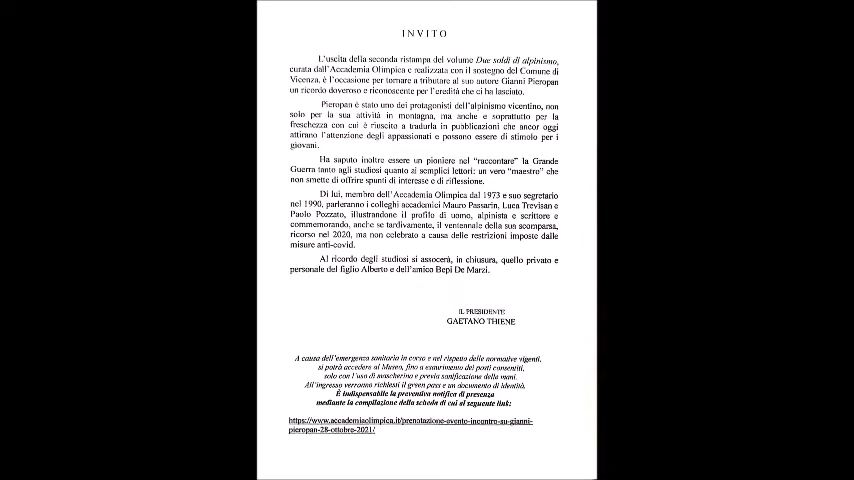 INVITO
L'uscita della seconda ristampa del volume Due soldi di alpinismo,
curata dall'Accademia Olimpica e realizzata con il sostegno del Comune di
Vicenza, è l'occasione per tornare a tributare al suo autore Gianni Pieropan
un ricordo doveroso e riconoscente per l'eredità che ci ha lasciato.
Pieropan è stato uno dei protagonisti dell'alpinismo vicentino, non
solo per la sua attività in montagna, ma anche e soprattutto per la
freschezza con cui è riuscito a tradurla in pubblicazioni che ancor oggi
attirano l'attenzione degli appassionati e possono essere di stimolo per i
giovani.
Ha saputo inoltre essere un pioniere nel "raccontare" la Grande
Guerra tanto agli studiosi quanto ai semplici lettori: un vero "maestro" che
non smette di offrire spunti di interesse e di riflessione.
Di lui, membro dell'Accademia Olimpica dal 1973 e suo segretario
nel 1990, parleranno i colleghi accademici Mauro Passarin, Luca Trevisan e
Paolo Pozzato, illustrandone il profilo di uomo, alpinista e scrittore e
commemorando, anche se tardivamente, il ventennale della sua scomparsa,
ricorso nel 2020, ma non celebrato a causa delle restrizioni imposte dalle
misure anti-covid.
Al ricordo degli studiosi si assocerà, in chiusura, quello privato e
personale del figlio Alberto e dell'amico Bepi De Marzi.
IL PRESIDENTE
GAETANO THIENE
A causa dell'emergenza sanitaria in corso e nel rispetto delle normative vigenti,
si potrà accedere al Museo, fino a esaurimento dei posti consentiti,
solo con l'uso di mascherina e previa sanificazione delle mani.
All'ingresso verranno richiesti il green pass e un documento di identità.
È indispensabile la preventiva notifica di presenza
mediante la compilazione della scheda di cui al seguente link:
https://www.accademiaolimpica.it/prenotazione-evento-incontro-su-gianni-
pieropan-28-ottobre-2021/